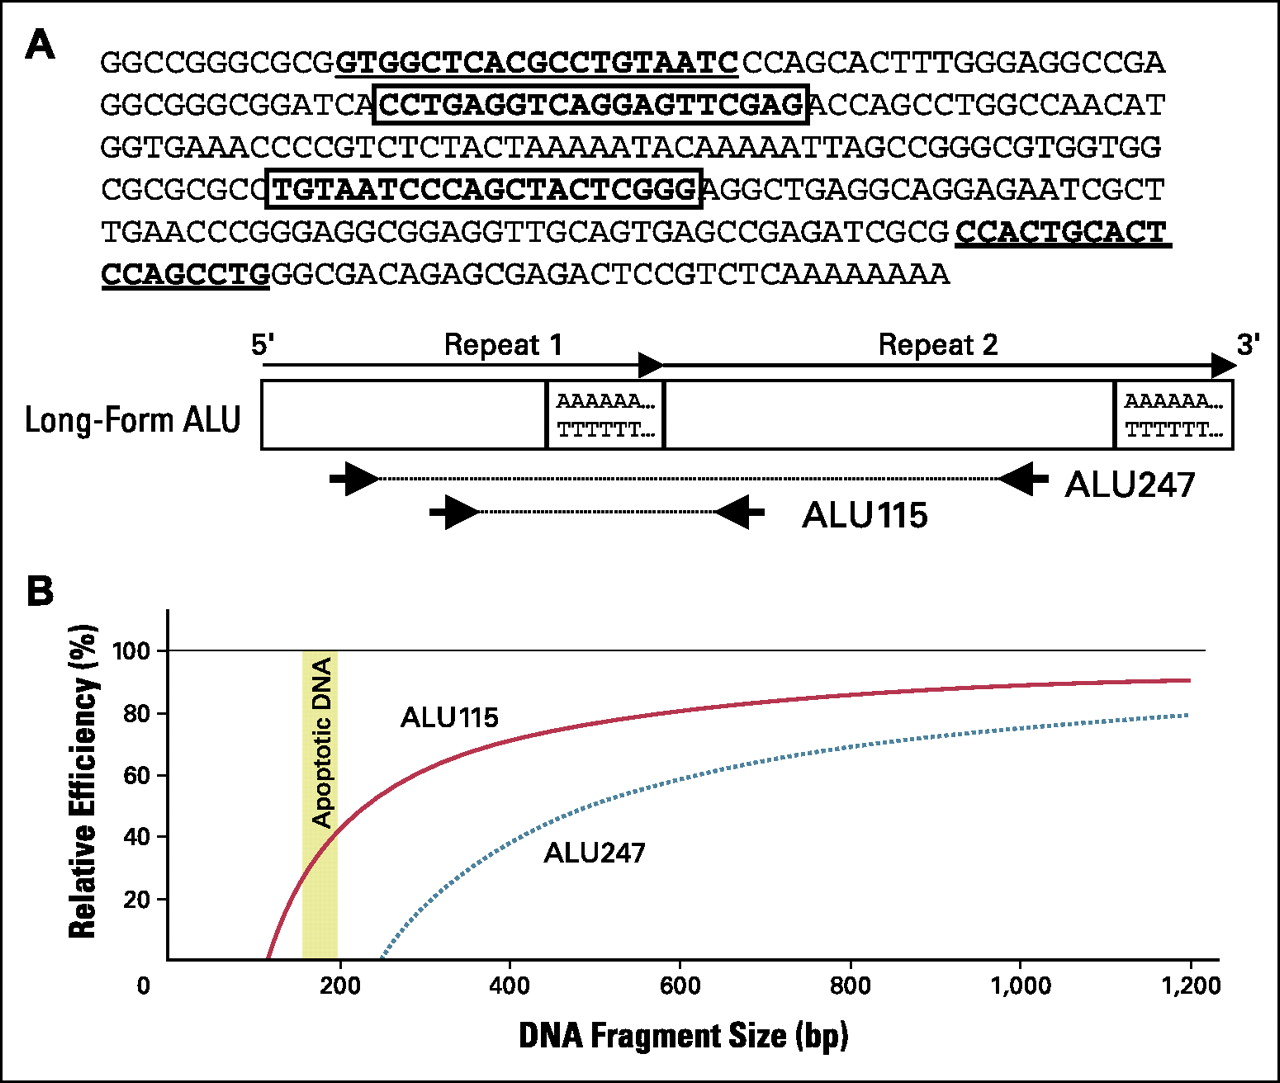 A
GGCCGGGCGCGGTGGCTCACGCCTGTAATCCCAGCACTTTGGGAGGCCGA
GGCGGGCGGATCACCTGAGGTCAGGAGTTCGAGACCAGCCTGGCCAACAT
GGTGAAACCCCGTCTCTACTAAAAATACAAAAATTAGCCGGGCGTGGTGG
CGCGCGCCTGTAATCCCAGCTACTCGGGAGGCTGAGGCAGGAGAATCGCT
TGAACCCGGGAGGCGGAGGTTGCAGTGAGCCGAGATCGCG CCACTGCACT
CCAGCCTGGGCGACAGAGCGAGACTCCGTCTCAAAAAAAA
5' Repeat 1 Repeat 2 3'
Long-Form ALU
AAAAAA... AAAAAA...
TTTTTT... TTTTTT...
ALU247
ALU115
B
Relative Efficiency (%)
100
80
60
40
20
0
Apoptotic DNA
ALU115
ALU247
200 400 600 800 1,000 1,200
DNA Fragment Size (bp)